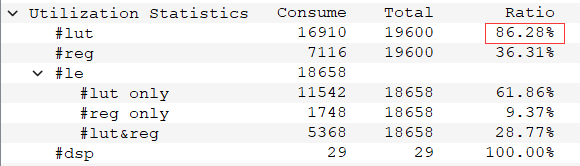 Utilization Statistics Consume Total Ratio
#lut 16910 19600 86.28%
#reg 7116 19600 36.31%
#le 18658
#lut only 11542 18658 61.86%
#reg only 1748 18658 9.37%
#lut&reg 5368 18658 28.77%
#dsp 29 29 100.00%